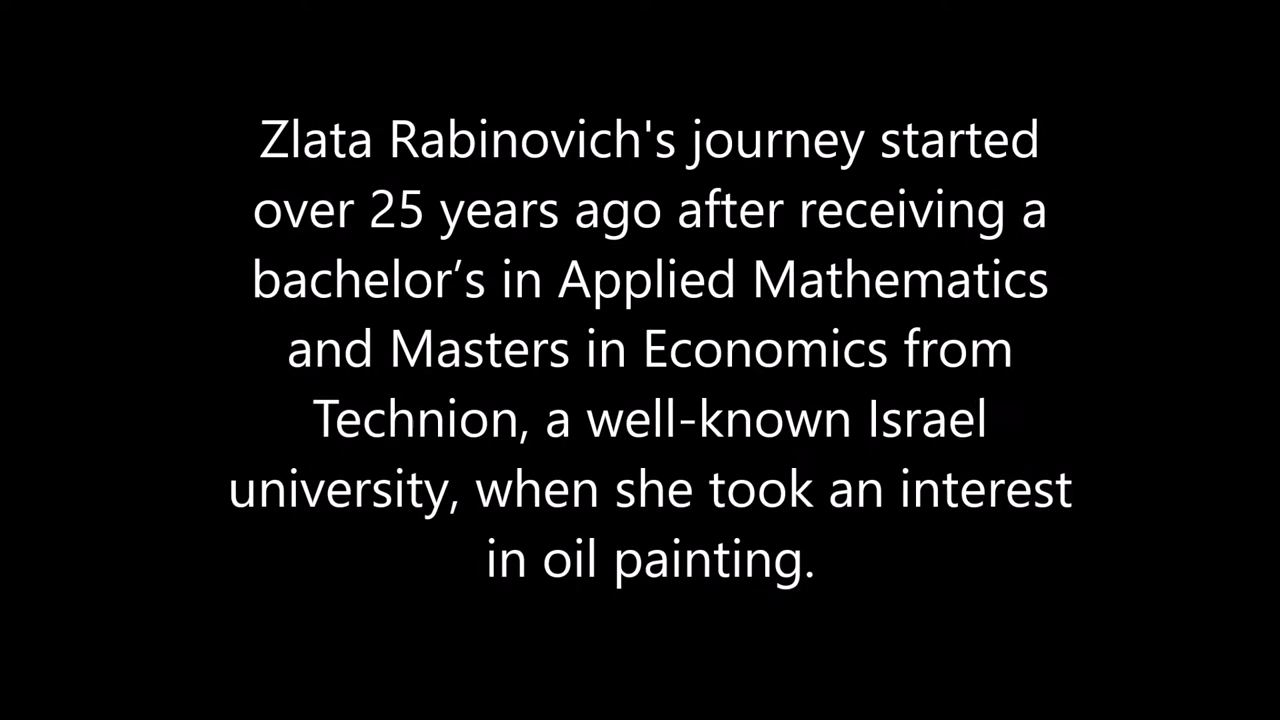 Zlata Rabinovich's journey started
over 25 years ago after receiving a
bachelor’s in Applied Mathematics
and Masters in Economics from
Technion, a well-known Israel
university, when she took an interest
in oil painting.